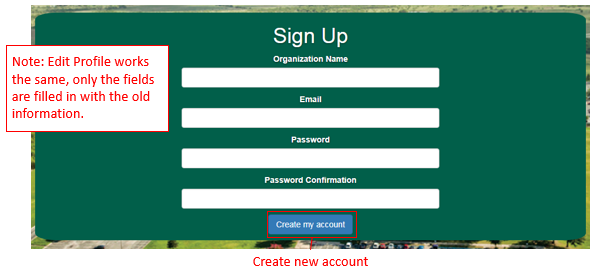 Sign Up
Note: Edit Profile works
the same, only the fields
are filled in with the old
information.
Organization Name
Email
Password
Password Confirmation
Create my account
Create new account